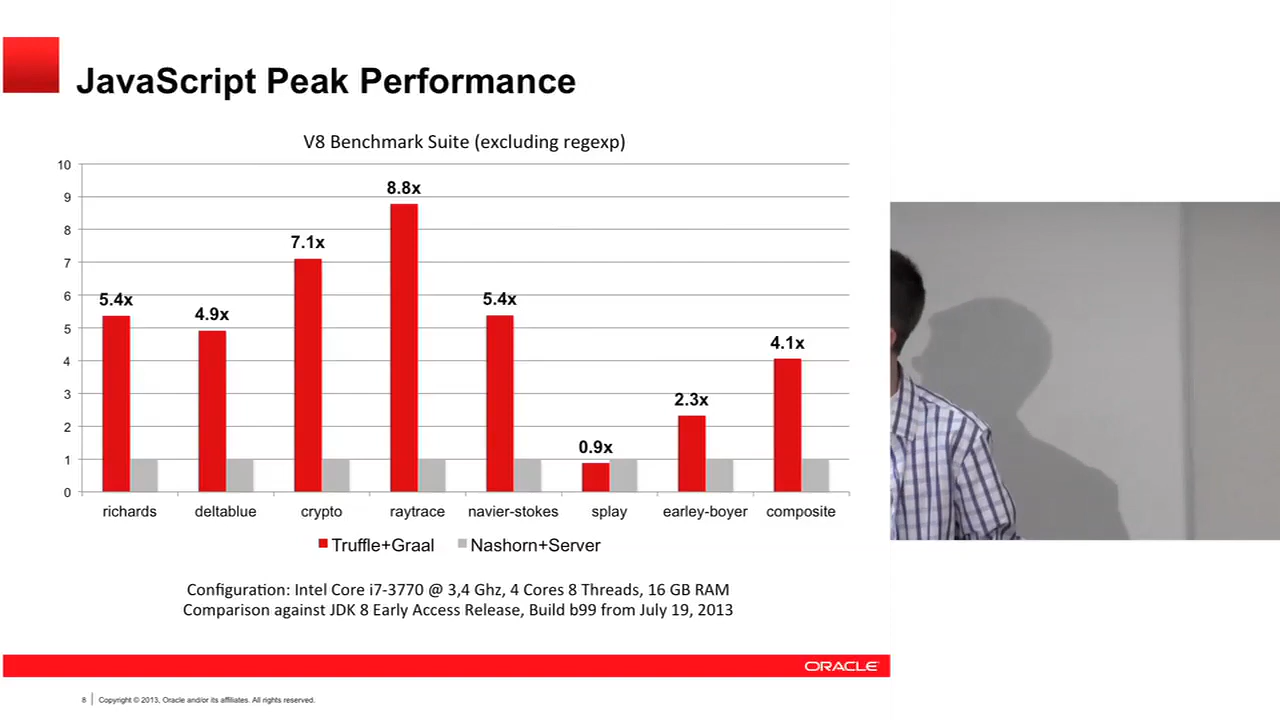 JavaScript Peak Performance
V8 Benchmark Suite (excluding regexp)
10
9
8
7
6
5
4
3
2
1
0
5.4x
4.9x
7.1x
8.8x
5.4x
0.9x
2.3x
4.1x
richards deltablue crypto raytrace navier-stokes splay earley-boyer composite
Truffle+Graal Nashorn+Server
Configuration: Intel Core i7-3770 @ 3,4 Ghz, 4 Cores 8 Threads, 16 GB RAM
Comparison against JDK 8 Early Access Release, Build b99 from July 19, 2013
ORACLE
8 Copyright © 2013, Oracle and/or its affiliates. All rights reserved.